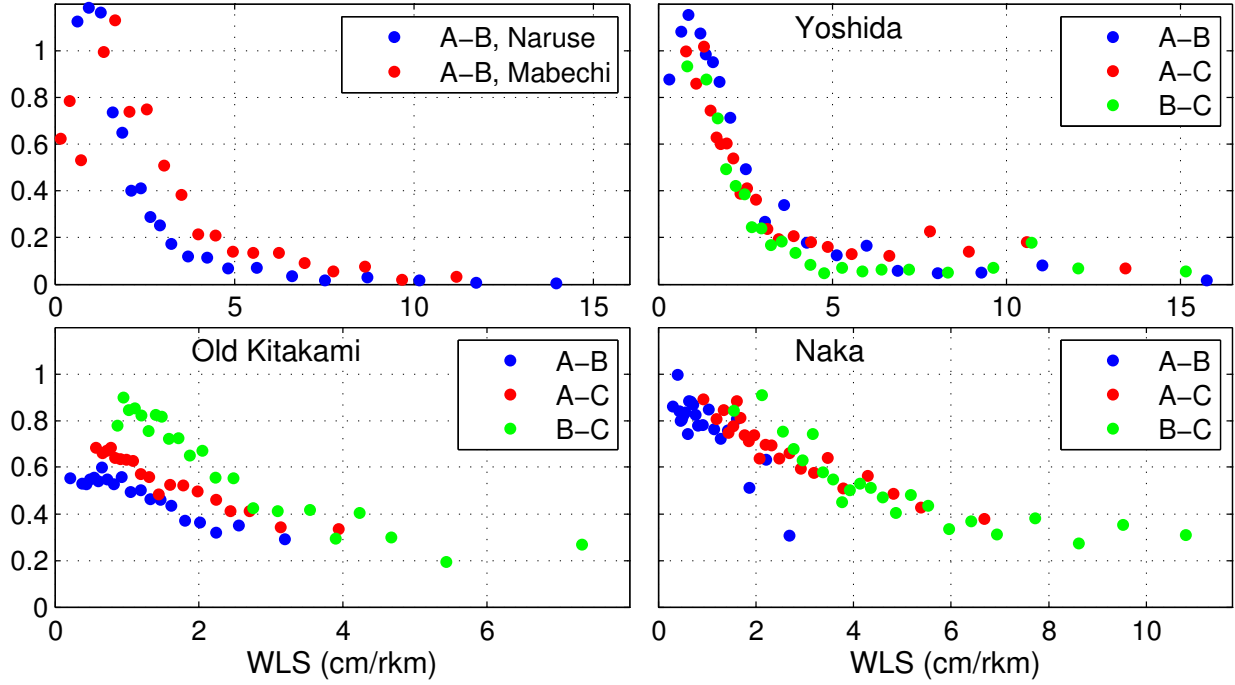 1
0.8
0.6
0.4
0.2
0
0
5
10
15
A−B, Naruse
A−B, Mabechi
Yoshida
A−B
A−C
B−C
0
5
10
15
Old Kitakami
A−B
A−C
B−C
1
0.8
0.6
0.4
0.2
0
0
2
4
6
WLS (cm/rkm)
Naka
A−B
A−C
B−C
0
2
4
6
8
10
WLS (cm/rkm)